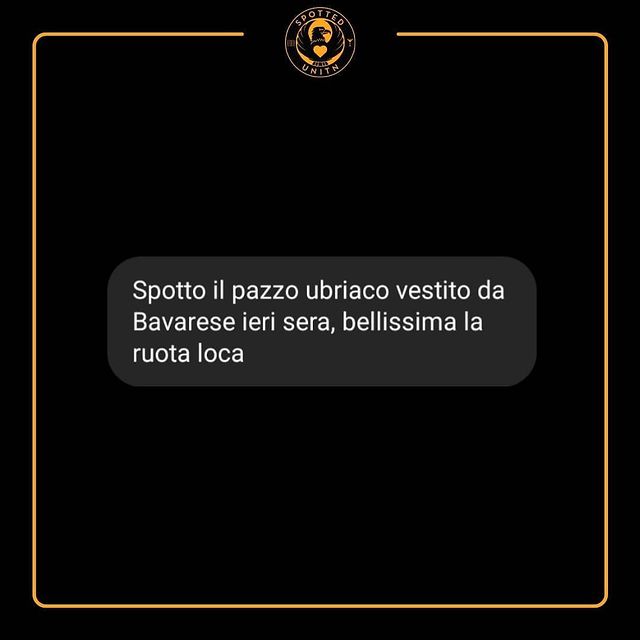 SPOTTED
UNITN
Spotto il pazzo ubriaco vestito da
Bavarese ieri sera, bellissima la
ruota loca